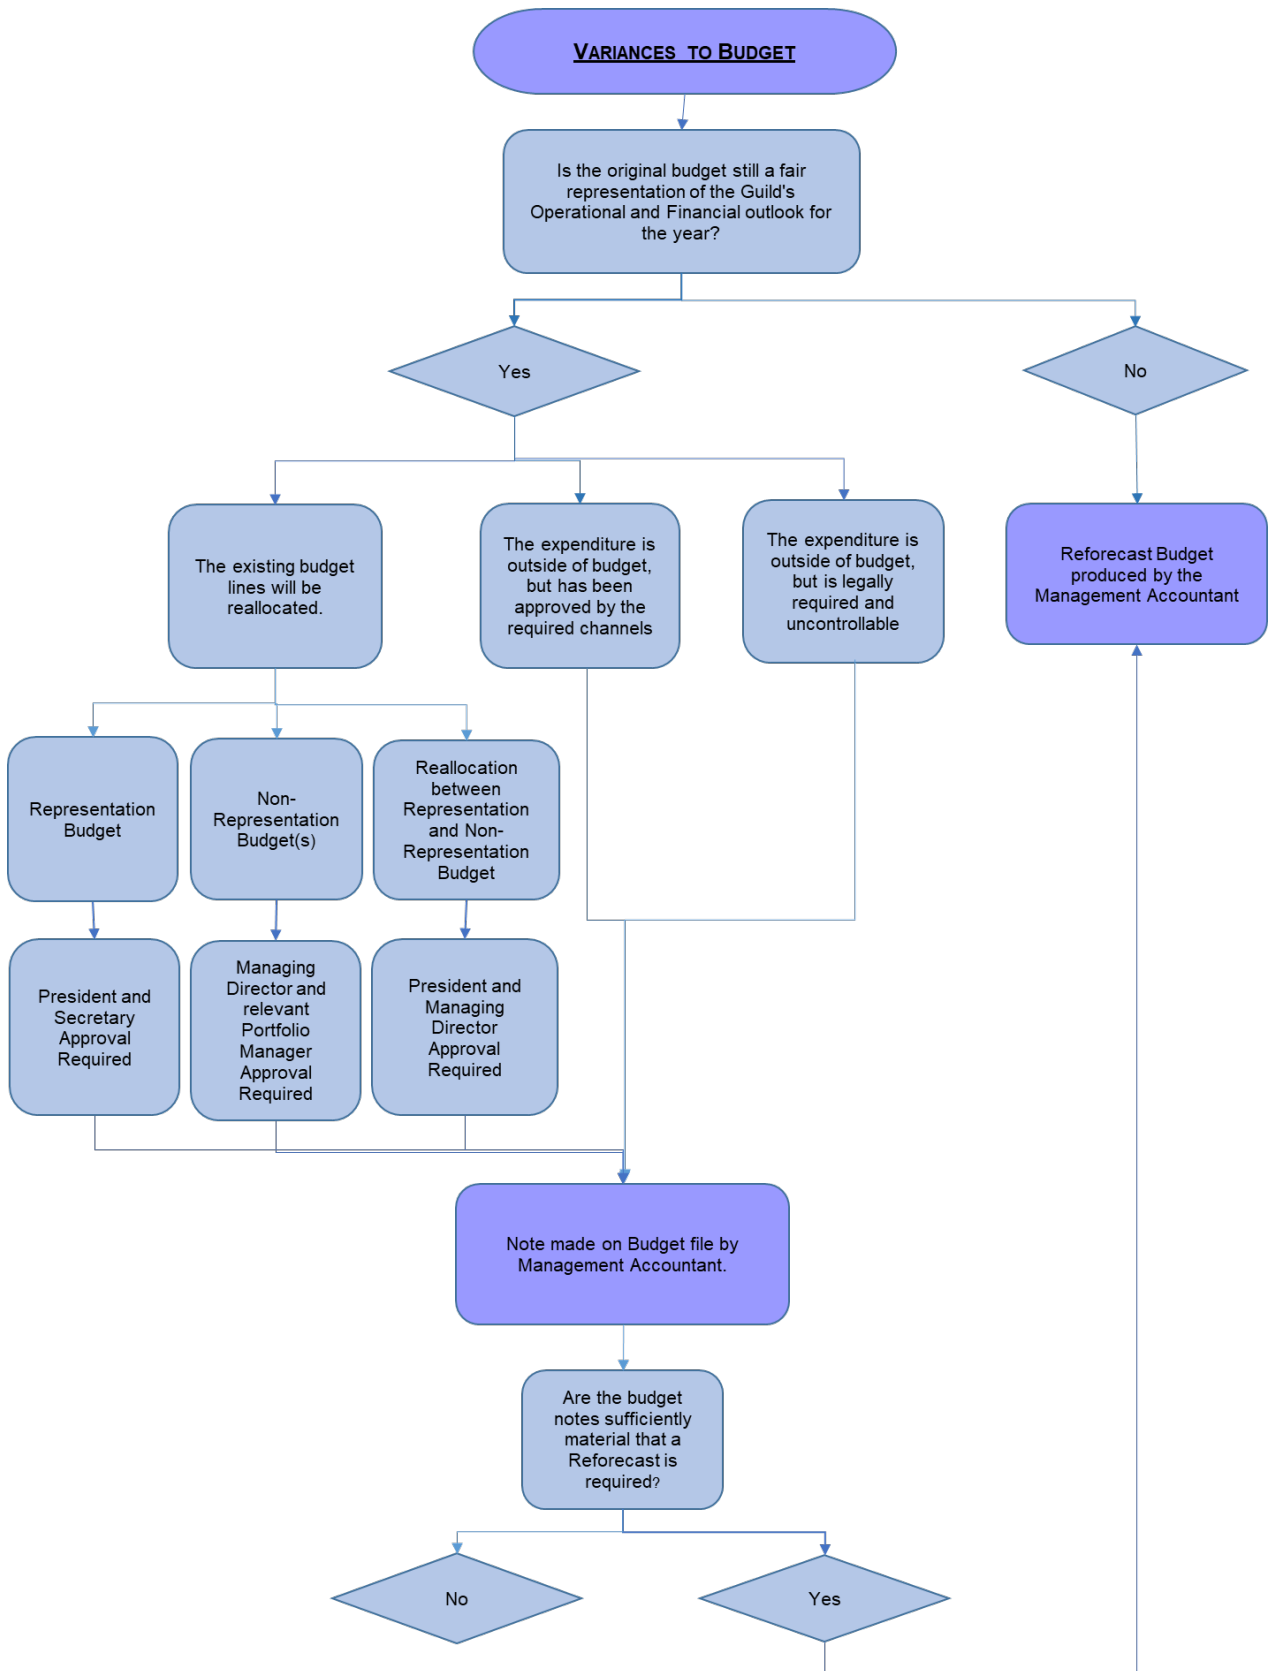 VARIANCES TO BUDGET
Is the original budget still a fair
representation of the Guild's
Operational and Financial outlook for
the year?
Yes
No
The existing budget
lines will be
reallocated.
The expenditure is
outside of budget,
but has been
approved by the
required channels
The expenditure is
outside of budget,
but is legally
required and
uncontrollable
Reforecast Budget
produced by the
Management Accountant
Representation
Budget
Non-
Representation
Budget(s)
Reallocation
between
Representation
and Non-
Representation
Budget
President and
Secretary
Approval
Required
Managing
Director and
relevant
Portfolio
Manager
Approval
Required
President and
Managing
Director
Approval
Required
Note made on Budget file by
Management Accountant.
Are the budget
notes sufficiently
material that a
Reforecast is
required?
No
Yes